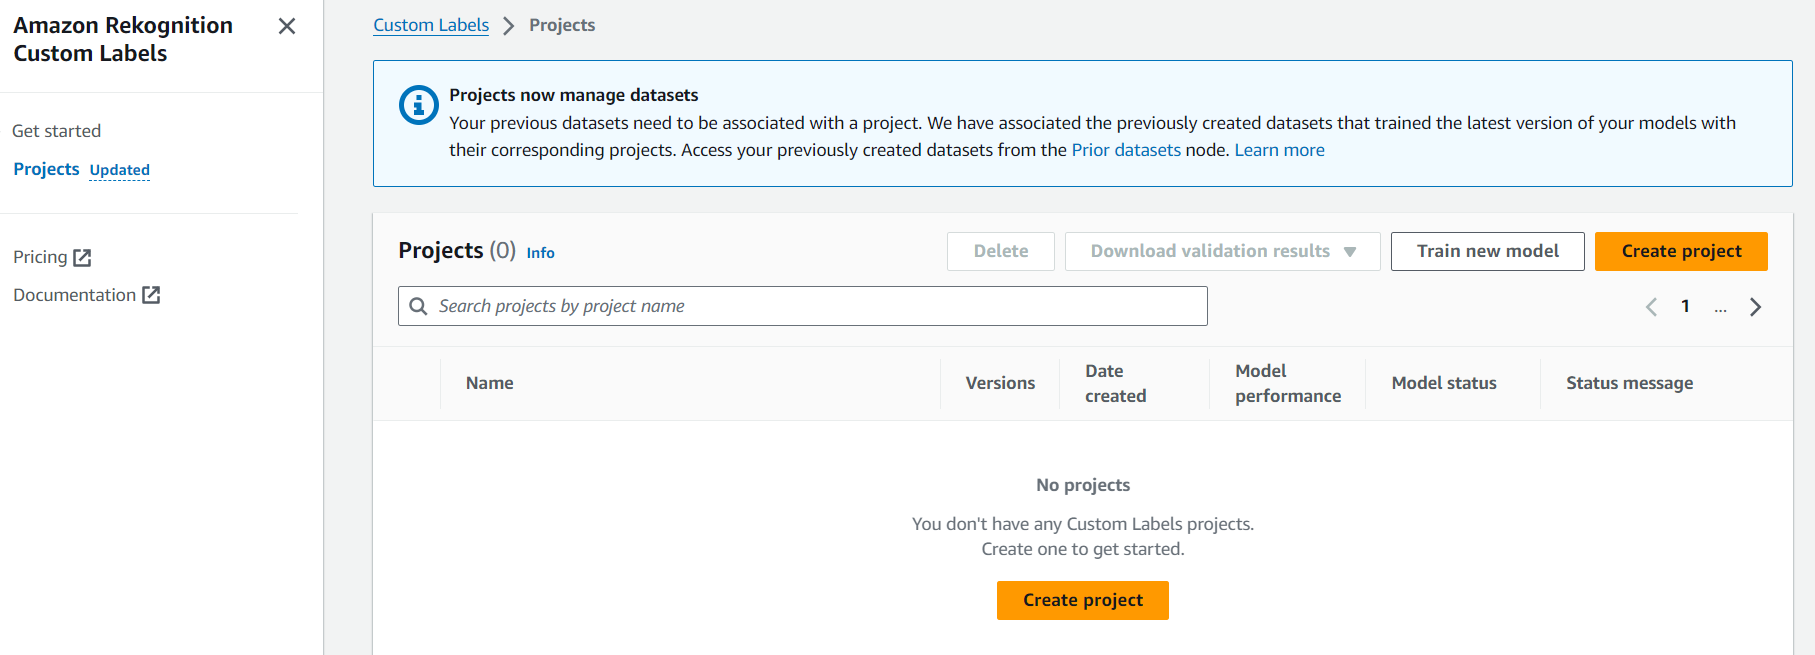 Amazon Rekognition
Custom Labels
Get started
Projects Updated
Pricing
Documentation
Custom Labels Projects
Projects now manage datasets
Your previous datasets need to be associated with a project. We have associated the previously created datasets that trained the latest version of your models with
their corresponding projects. Access your previously created datasets from the Prior datasets node. Learn more
Projects (0) Info
Delete
Download validation results
Train new model
Create project
Search projects by project name
1 ...
Name
Versions
Date
created
Model
performance
Model status
Status message
No projects
You don't have any Custom Labels projects.
Create one to get started.
Create project